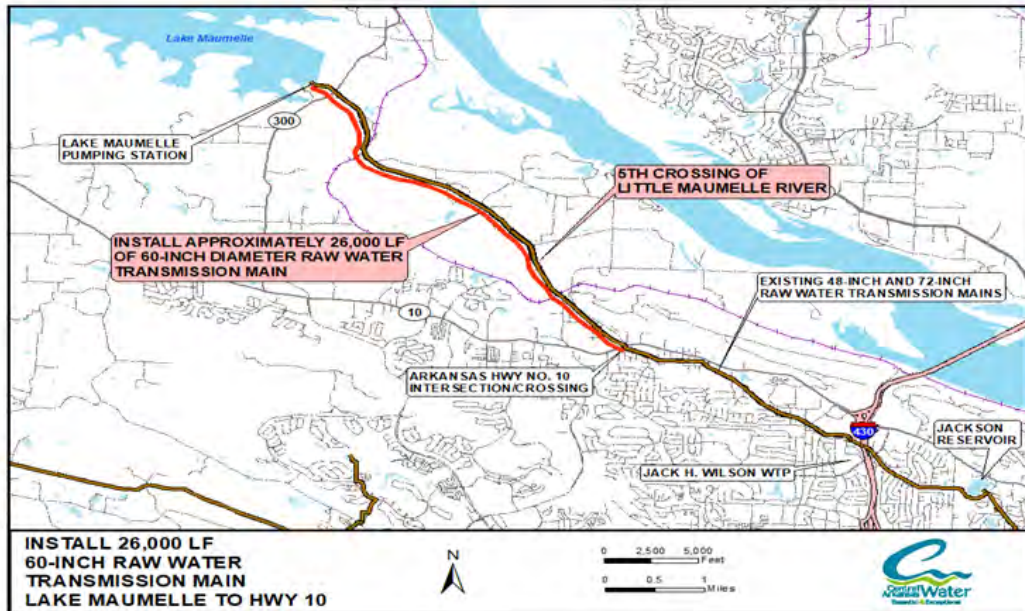 Lake Maumelle
LAKE MAUMELLE
PUMPING STATION
300
5TH CROSSING OF
LITTLE MAUMELLE RIVER
INSTALL APPROXIMATELY 26,000 LF
OF 60-INCH DIAMETER RAW WATER
TRANSMISSION MAIN
EXISTING 48-INCH AND 72-INCH
RAW WATER TRANSMISSION MAINS
10
ARKANSAS HWY NO. 10
INTERSECTION/CROSSING
430
JACKSON
RESERVOIR
JACK H. WILSON WTP
INSTALL 26,000 LF
60-INCH RAW WATER
TRANSMISSION MAIN
LAKE MAUMELLE TO HWY 10
N
0 2,500 5,000
Feet
0 0.5 1
Miles
Central
Arkansas Water